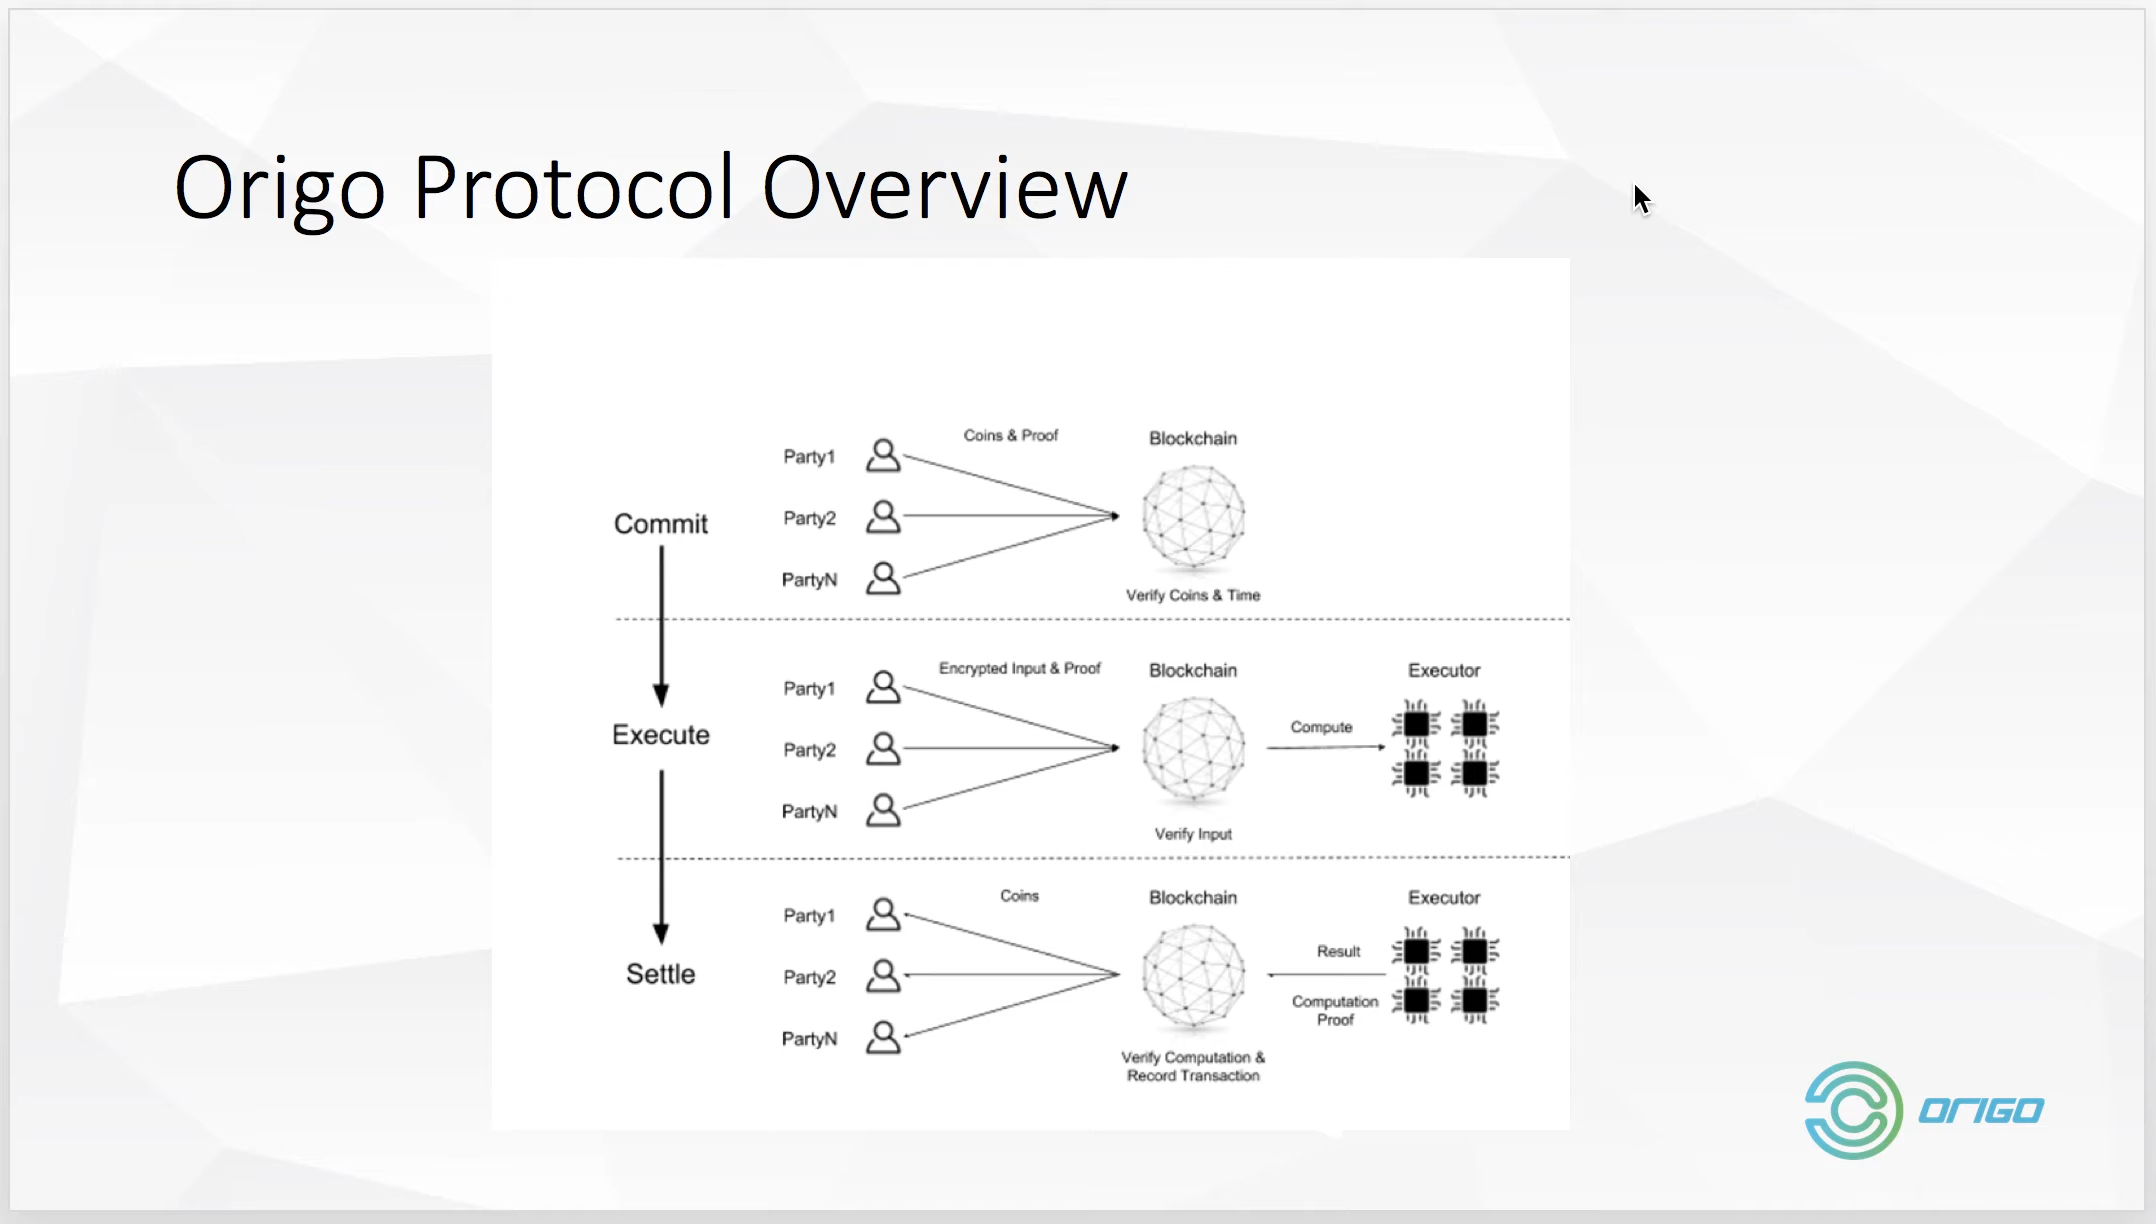 Origo Protocol Overview
Coins & Proof
Blockchain
Party1
Party2
Commit
PartyN
Verify Coins & Time
Encrypted Input & Proof
Blockchain
Executor
Party1
Compute
Execute
Party2
PartyN
Verify Input
Coins
Blockchain
Executor
Party1
Result
Settle
Party2
Computation
Proof
PartyN
Verify Computation &
Record Transaction
ORIGO